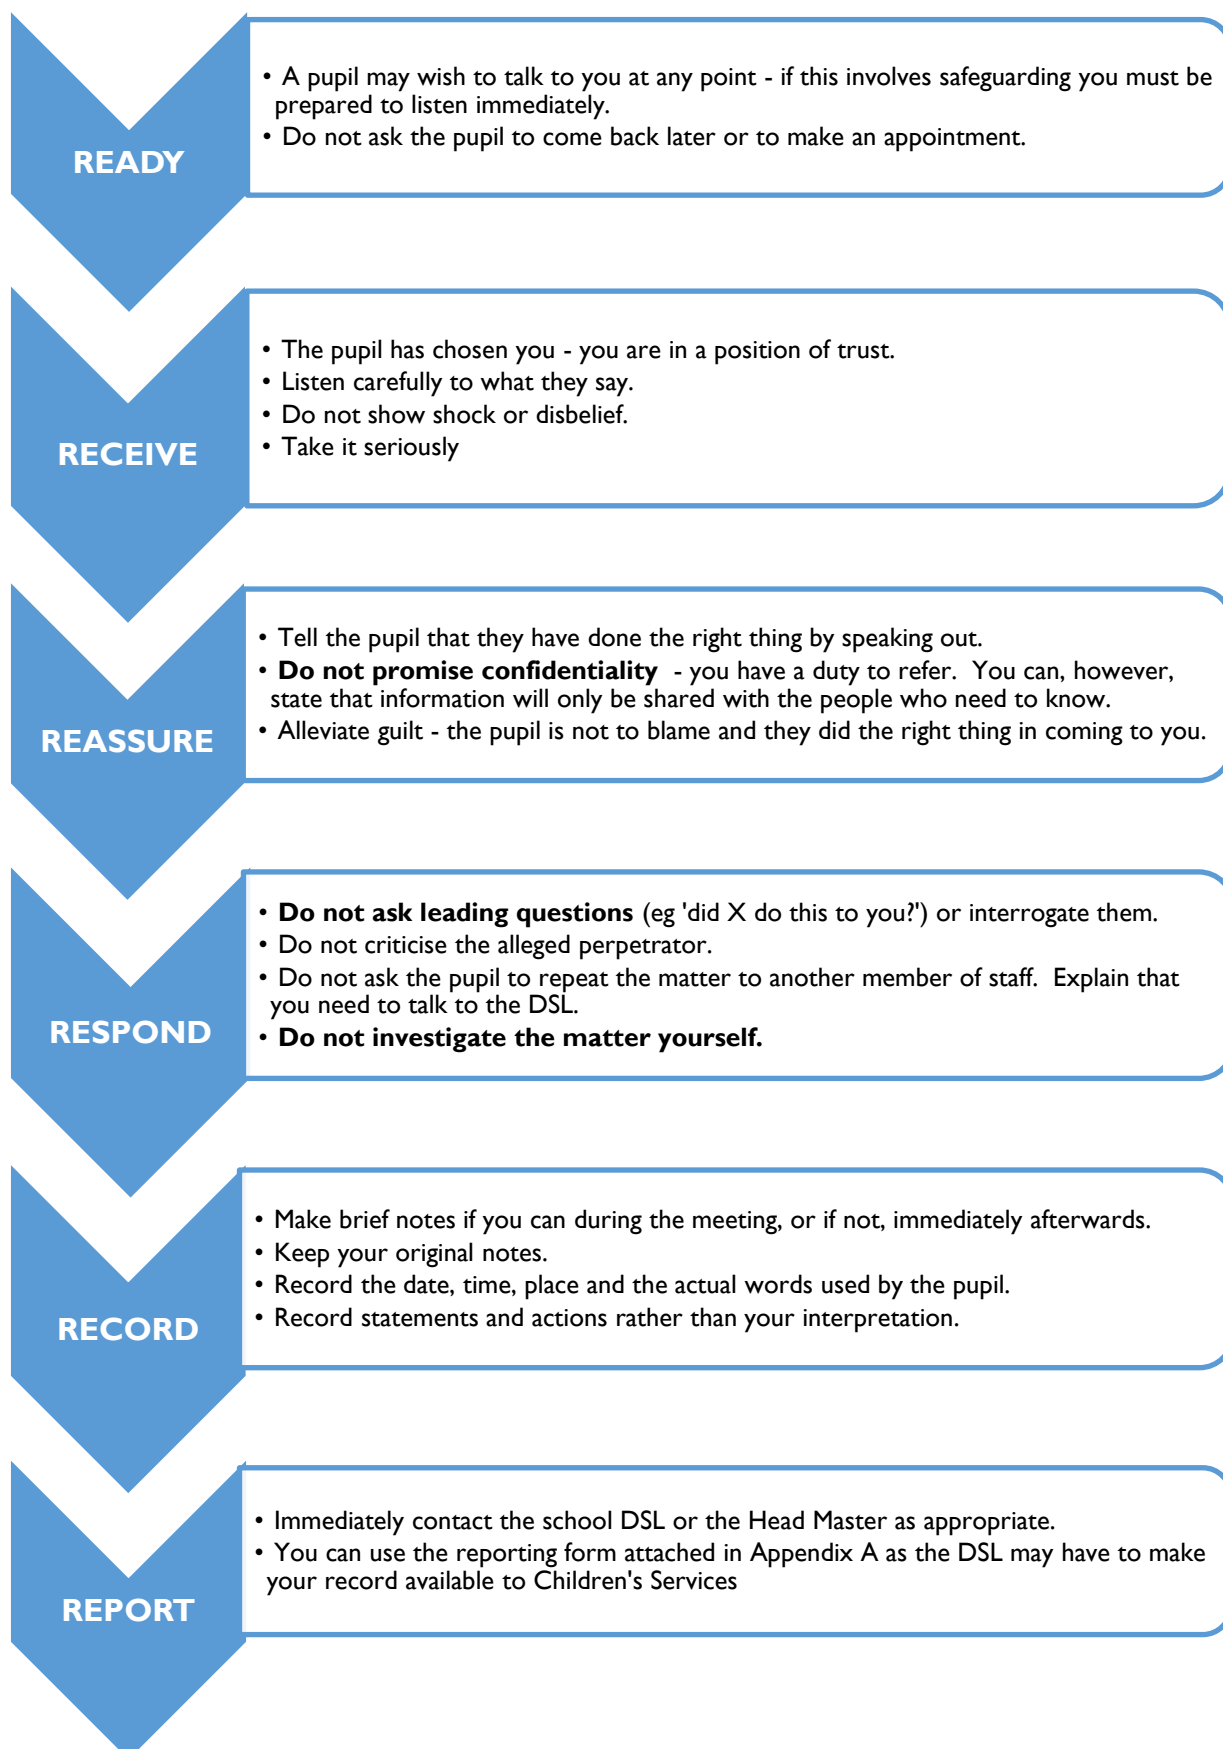 READY
• A pupil may wish to talk to you at any point - if this involves safeguarding you must be
prepared to listen immediately.
• Do not ask the pupil to come back later or to make an appointment.
RECEIVE
• The pupil has chosen you - you are in a position of trust.
• Listen carefully to what they say.
• Do not show shock or disbelief.
• Take it seriously
REASSURE
• Tell the pupil that they have done the right thing by speaking out.
• Do not promise confidentiality - you have a duty to refer. You can, however,
state that information will only be shared with the people who need to know.
• Alleviate guilt - the pupil is not to blame and they did the right thing in coming to you.
RESPOND
• Do not ask leading questions (eg 'did X do this to you?') or interrogate them.
• Do not criticise the alleged perpetrator.
• Do not ask the pupil to repeat the matter to another member of staff. Explain that
you need to talk to the DSL.
• Do not investigate the matter yourself.
RECORD
• Make brief notes if you can during the meeting, or if not, immediately afterwards.
• Keep your original notes.
• Record the date, time, place and the actual words used by the pupil.
• Record statements and actions rather than your interpretation.
REPORT
• Immediately contact the school DSL or the Head Master as appropriate.
• You can use the reporting form attached in Appendix A as the DSL may have to make
your record available to Children's Services